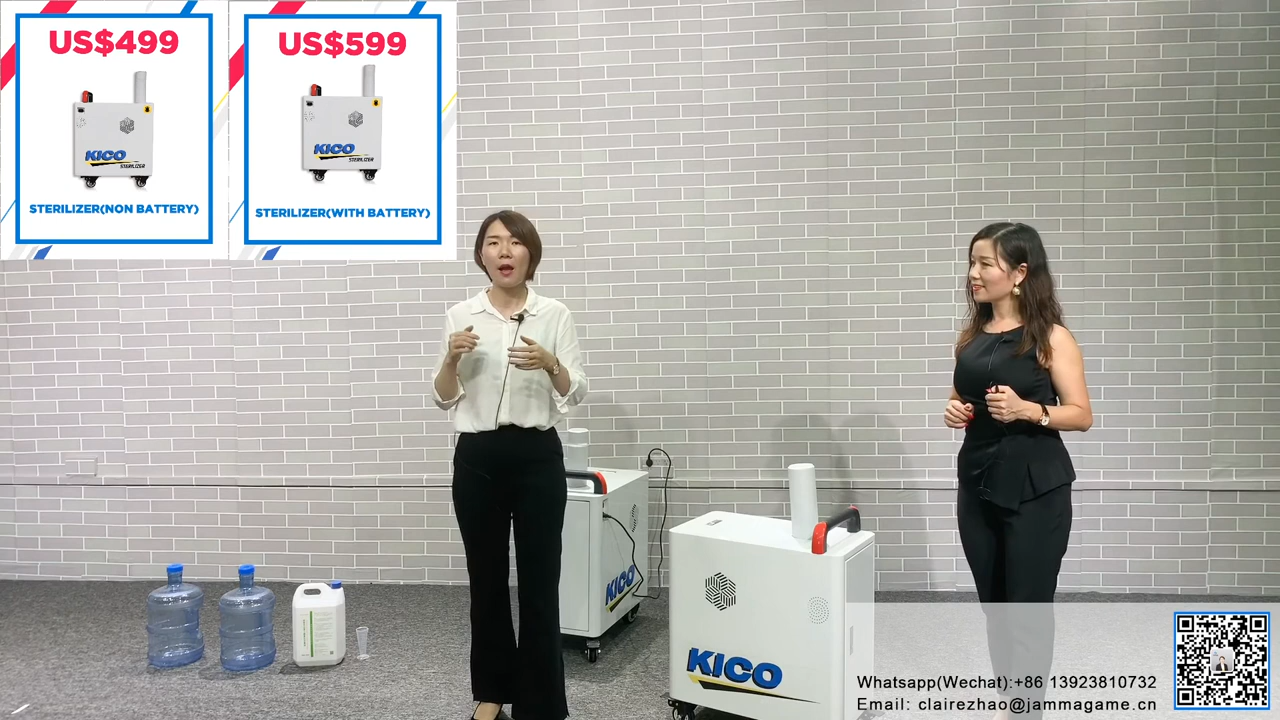 US$499
KICO
STERILIZER
STERILIZER(NON BATTERY)
US$599
KICO
STERILIZER
STERILIZER(WITH BATTERY)
KICO
KICO
Whatsapp(Wechat):+86 13923810732
Email: clairezhao@jammagame.cn